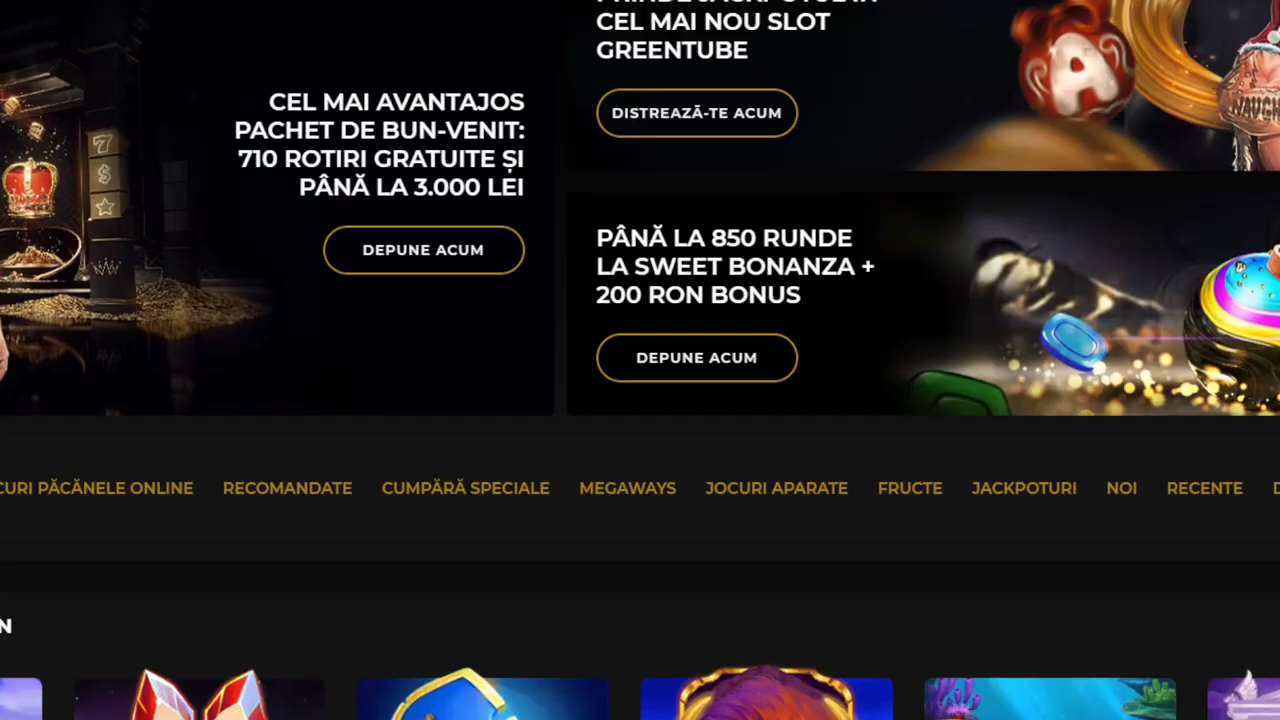 CEL MAI AVANTAJOS
PACHET DE BUN-VENIT:
710 ROTIRI GRATUITE ȘI
PÂNĂ LA 3.000 LEI
DEPUNE ACUM
CEL MAI NOU SLOT
GREENTUBE
DISTREAZĂ-TE ACUM
PÂNĂ LA 850 RUNDE
LA SWEET BONANZA +
200 RON BONUS
DEPUNE ACUM
PĂCĂNELE ONLINE
RECOMANDATE
CUMPĂRĂ SPECIALE
MEGAWAYS
JOCURI APARATE
FRUCTE
JACKPOTURI
NOI
RECENTE